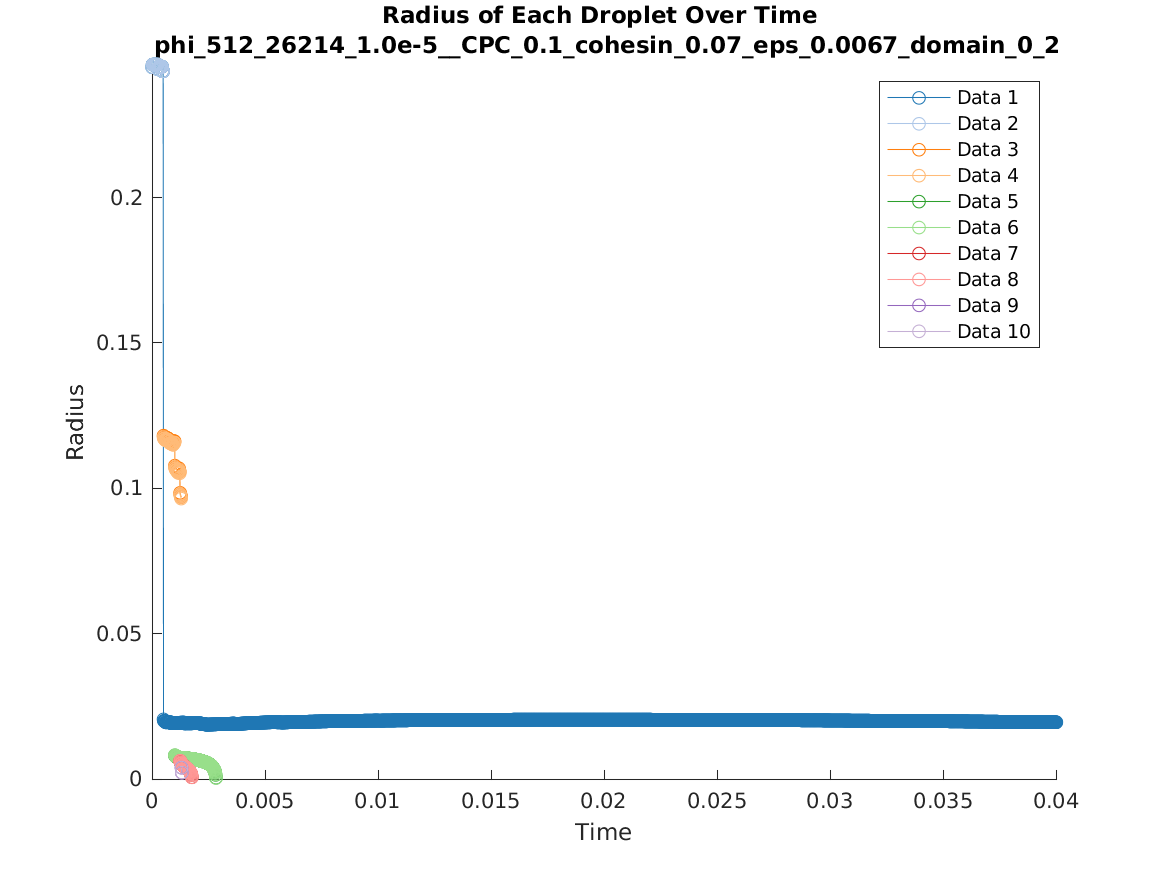 Radius of Each Droplet Over Time
phi_512_26214_1.0e-5__CPC_0.1_cohesin_0.07_eps_0.0067_domain_0_2
Data 1
Data 2
Data 3
Data 4
Data 5
Data 6
Data 7
Data 8
Data 9
Data 10
0.2
0.15
0.1
0.05
0
Radius
0
0.005
0.01
0.015
0.02
0.025
0.03
0.035
0.04
Time